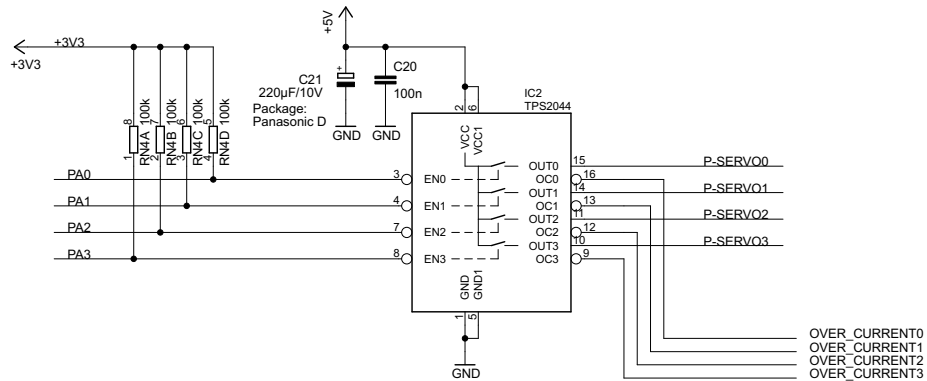 +5V
+3V3
+3V3
C21
220µF/10V
Package:
Panasonic D
C20
100n
GND
GND
IC2
TPS2044
8
7
6
5
RN4A 100k
RN4B 100k
RN4C 100k
RN4D 100k
1
2
3
4
2
6
VCC
VCC1
PA0
3
EN0
OUT0
15
P-SERVO0
OC0
16
PA1
4
EN1
OUT1
14
P-SERVO1
OC1
13
PA2
7
EN2
OUT2
11
P-SERVO2
OC2
12
PA3
8
EN3
OUT3
10
P-SERVO3
OC3
9
GND
GND1
1
5
GND
OVER_CURRENT0
OVER_CURRENT1
OVER_CURRENT2
OVER_CURRENT3